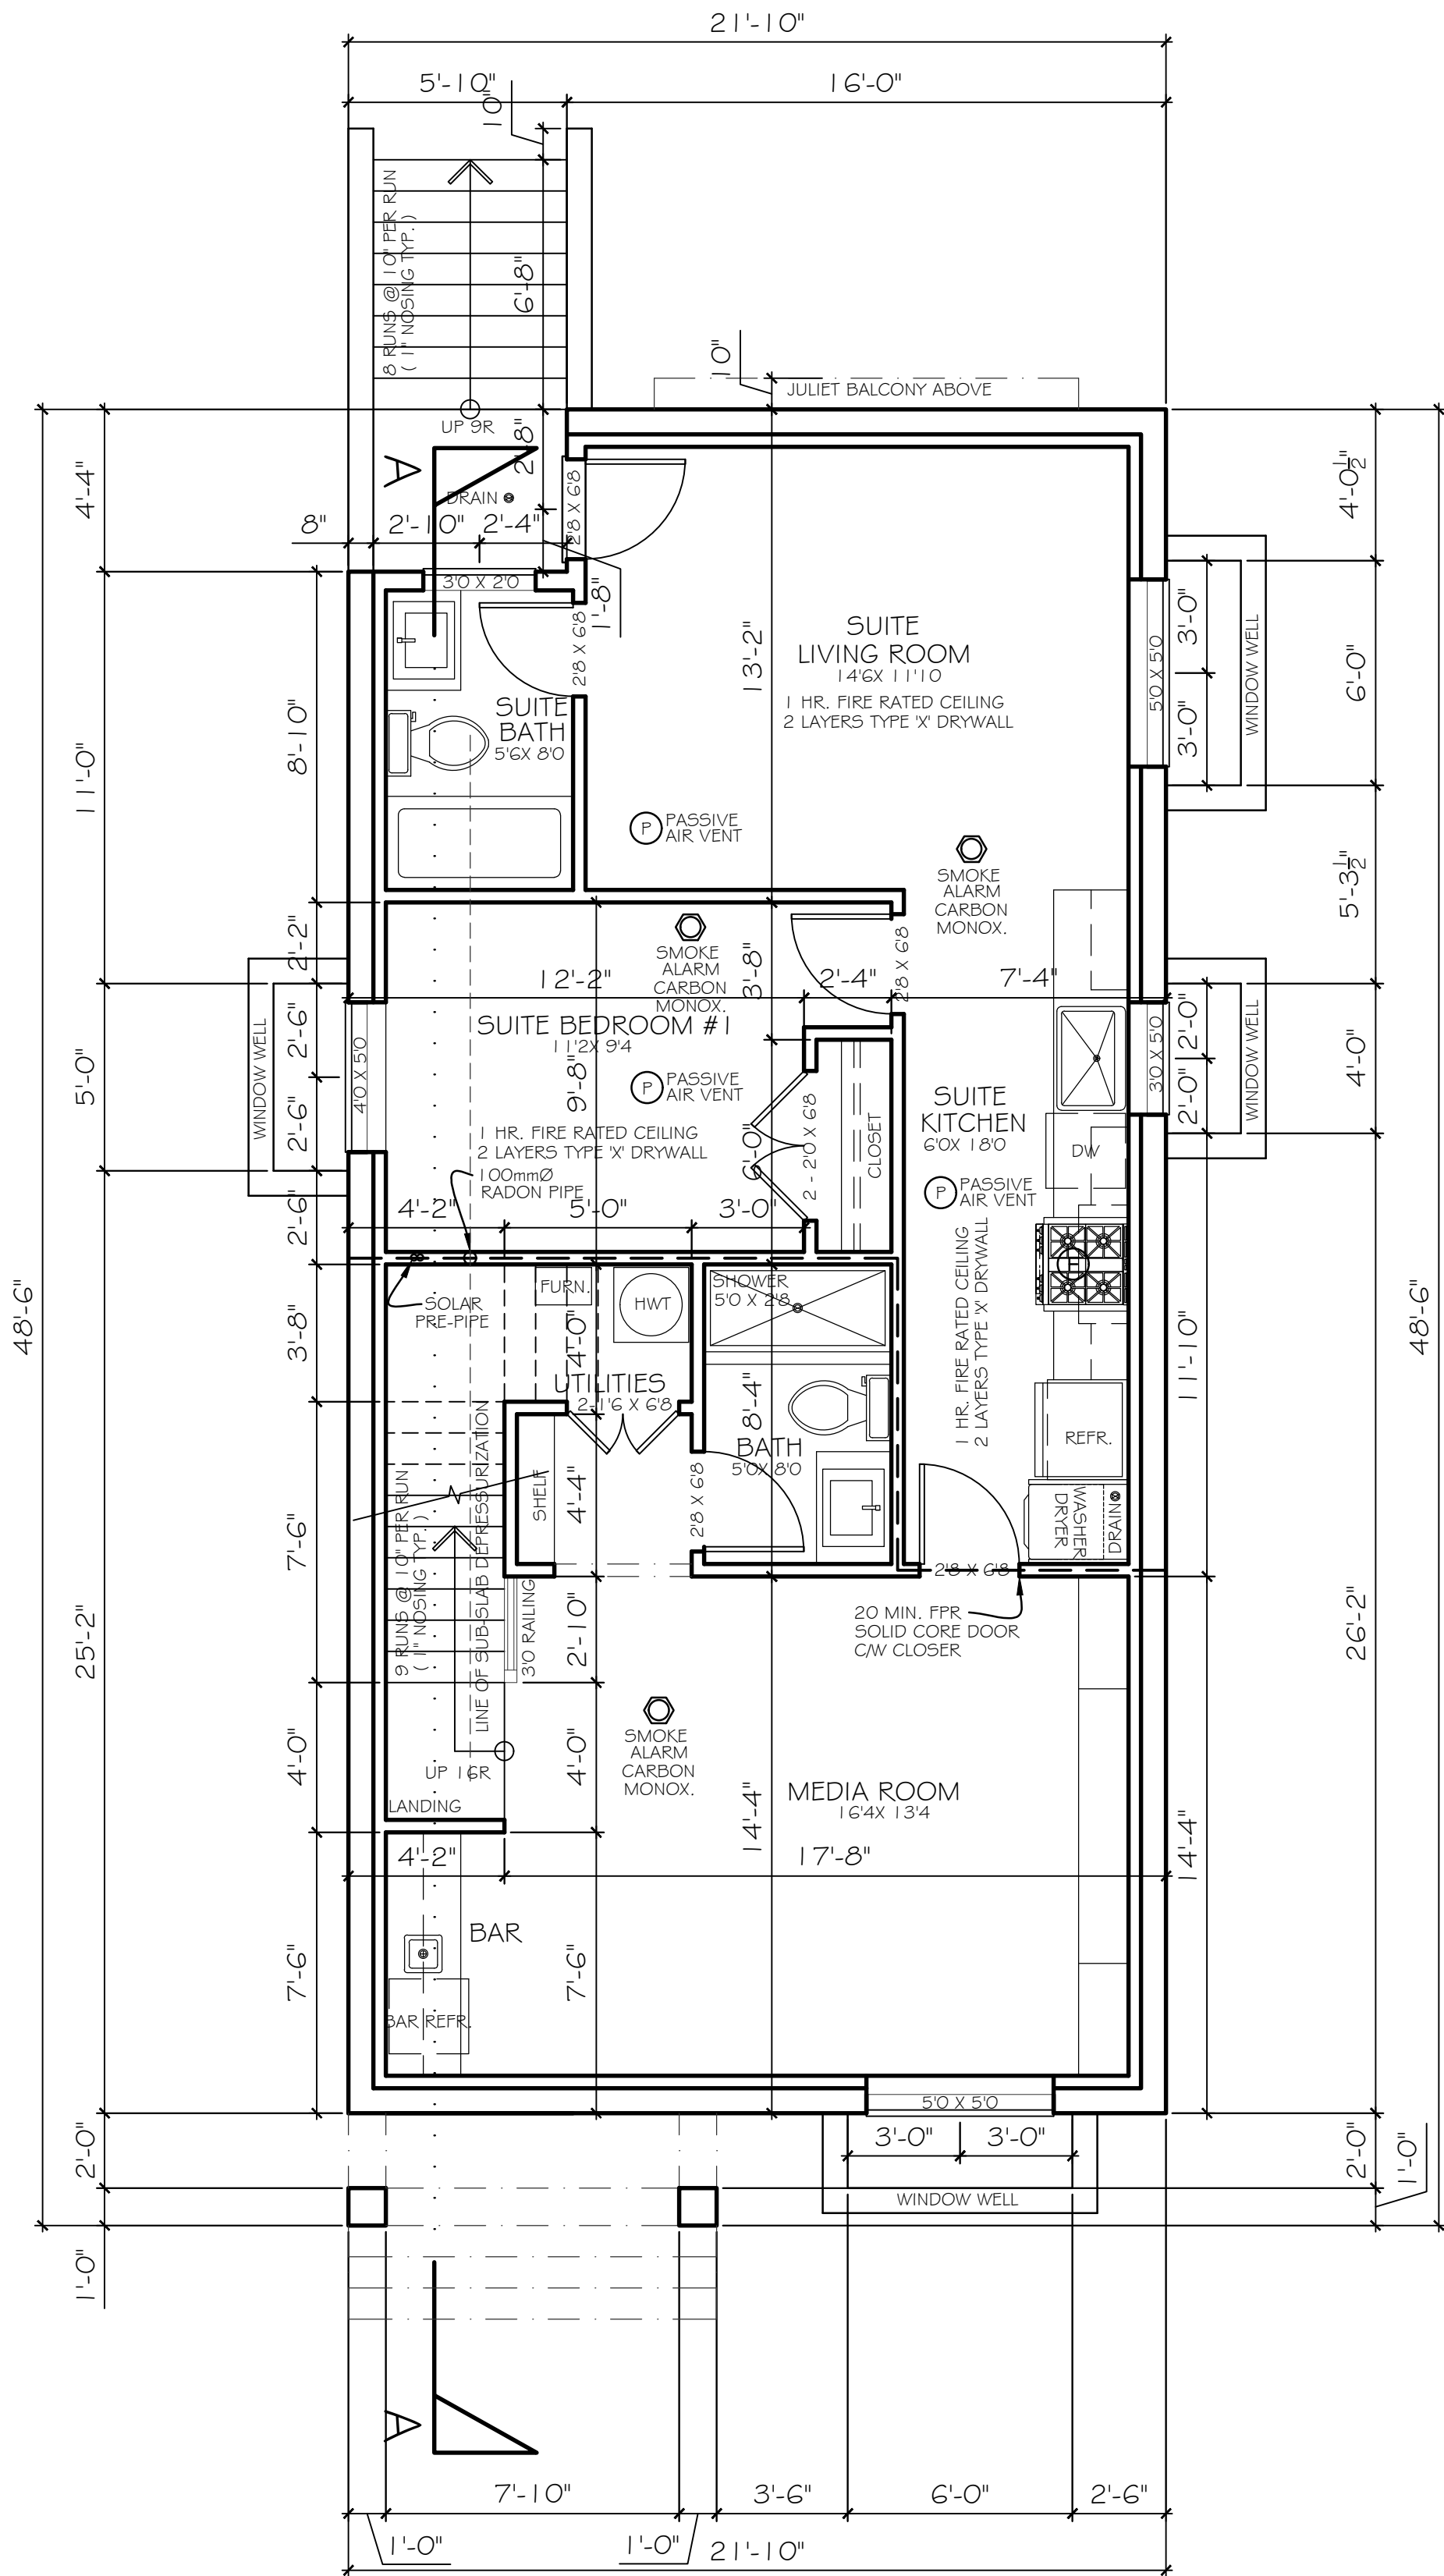 21'-10"
5'-10"
16'-0"
10"
8 RUNS @ 10" PER RUN
( 1" NOSING TYP. )
6'-8"
10"
JULIET BALCONY ABOVE
UP 9R
2'-8"
A
DRAIN
2'8 X 6'8
8"
2'-10"
2'-4"
3'0 X 2'0
1'-8"
2'8 X 6'8
4'-4"
4'-0½"
SUITE
LIVING ROOM
14'6X 11'10
1 HR. FIRE RATED CEILING
2 LAYERS TYPE 'X' DRYWALL
13'-2"
5'0 X 5'0
3'-0"
3'-0"
WINDOW WELL
6'-0"
SUITE
BATH
5'6X 8'0
8'-10"
11'-0"
P
PASSIVE
AIR VENT
SMOKE
ALARM
CARBON
MONOX.
5'-3½"
2'-2"
SMOKE
ALARM
CARBON
MONOX.
3'-8"
2'8 X 6'8
12'-2"
2'-4"
7'-4"
SUITE BEDROOM #1
11'2X 9'4
WINDOW WELL
2'-6"
2'-6"
4'0 X 5'0
5'-0"
9'-8"
P
PASSIVE
AIR VENT
1 HR. FIRE RATED CEILING
2 LAYERS TYPE 'X' DRYWALL
100mmØ
RADON PIPE
6'-0"
2 - 2'0 X 6'8
CLOSET
SUITE
KITCHEN
6'0X 18'0
DW
3'0 X 5'0
2'-0"
2'-0"
WINDOW WELL
4'-0"
P
PASSIVE
AIR VENT
1 HR. FIRE RATED CEILING
2 LAYERS TYPE 'X' DRYWALL
H
2'-6"
4'-2"
5'-0"
3'-0"
48'-6"
48'-6"
SOLAR
PRE-PIPE
FURN.
HWT
SHOWER
5'0 X 2'8
3'-8"
4'-0"
UTILITIES
2-1'6 X 6'8
8'-4"
BATH
5'0X 8'0
11'-10"
REFR.
WASHER
DRYER
DRAIN
SHELF
4'-4"
2'8 X 6'8
2'8 X 6'8
7'-6"
9 RUNS @ 10" PER RUN
( 1" NOSING TYP. )
LINE OF SUB-SLAB DEPRESSURIZATION
3'0 RAILING
2'-10"
20 MIN. FPR
SOLID CORE DOOR
C/W CLOSER
25'-2"
26'-2"
SMOKE
ALARM
CARBON
MONOX.
4'-0"
UP 16R
4'-0"
LANDING
MEDIA ROOM
16'4X 13'4
14'-4"
14'-4"
4'-2"
17'-8"
BAR
7'-6"
7'-6"
BAR REFR.
5'0 X 5'0
3'-0"
3'-0"
WINDOW WELL
2'-0"
2'-0"
1'-0"
1'-0"
A
7'-10"
3'-6"
6'-0"
2'-6"
1'-0"
1'-0"
21'-10"